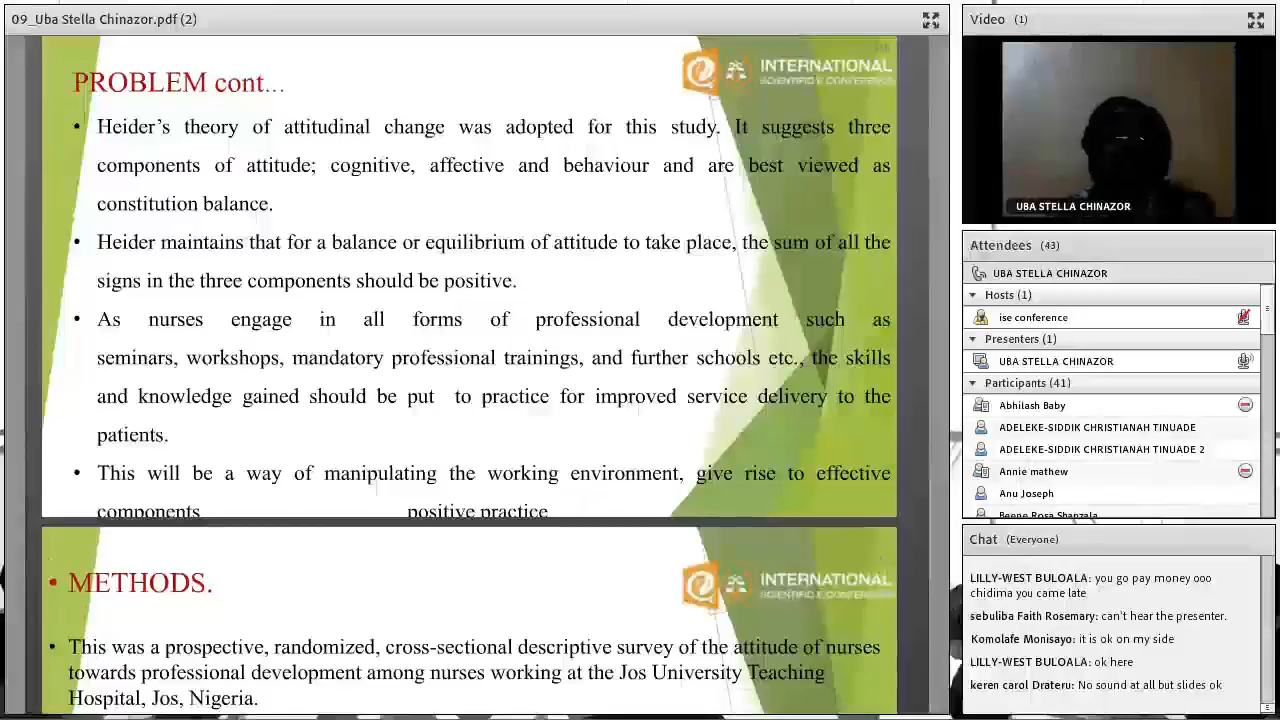 09_Uba Stella Chinazor.pdf (2)
PROBLEM cont...
INTERNATIONAL
SCIENTIFIC E-CONFERENCE
• Heider's theory of attitudinal change was adopted for this study. It suggests three
components of attitude; cognitive, affective and behaviour and are best viewed as
constitution balance.
• Heider maintains that for a balance or equilibrium of attitude to take place, the sum of all the
signs in the three components should be positive.
• As nurses engage in all forms of professional development such as
seminars, workshops, mandatory professional trainings, and further schools etc., the skills
and knowledge gained should be put to practice for improved service delivery to the
patients.
• This will be a way of manipulating the working environment, give rise to effective
components positive practice
• METHODS.
INTERNATIONAL
SCIENTIFIC E-CONFERENCE
• This was a prospective, randomized, cross-sectional descriptive survey of the attitude of nurses
towards professional development among nurses working at the Jos University Teaching
Hospital, Jos, Nigeria.
Video (1)
UBA STELLA CHINAZOR
Attendees (43)
UBA STELLA CHINAZOR
Hosts (1)
ise conference
Presenters (1)
UBA STELLA CHINAZOR
Participants (41)
Abhilash Baby
ADELEKE-SIDDIK CHRISTIANAH TINUADE
ADELEKE-SIDDIK CHRISTIANAH TINUADE 2
Annie mathew
Anu Joseph
Beene Rosa Shanzala
Chat (Everyone)
LILLY-WEST BULOALA: you go pay money ooo
chidima you came late
sebuliba Faith Rosemary: can't hear the presenter.
Komolafe Monisayo: it is ok on my side
LILLY-WEST BULOALA: ok here
keren carol Drateru: No sound at all but slides ok